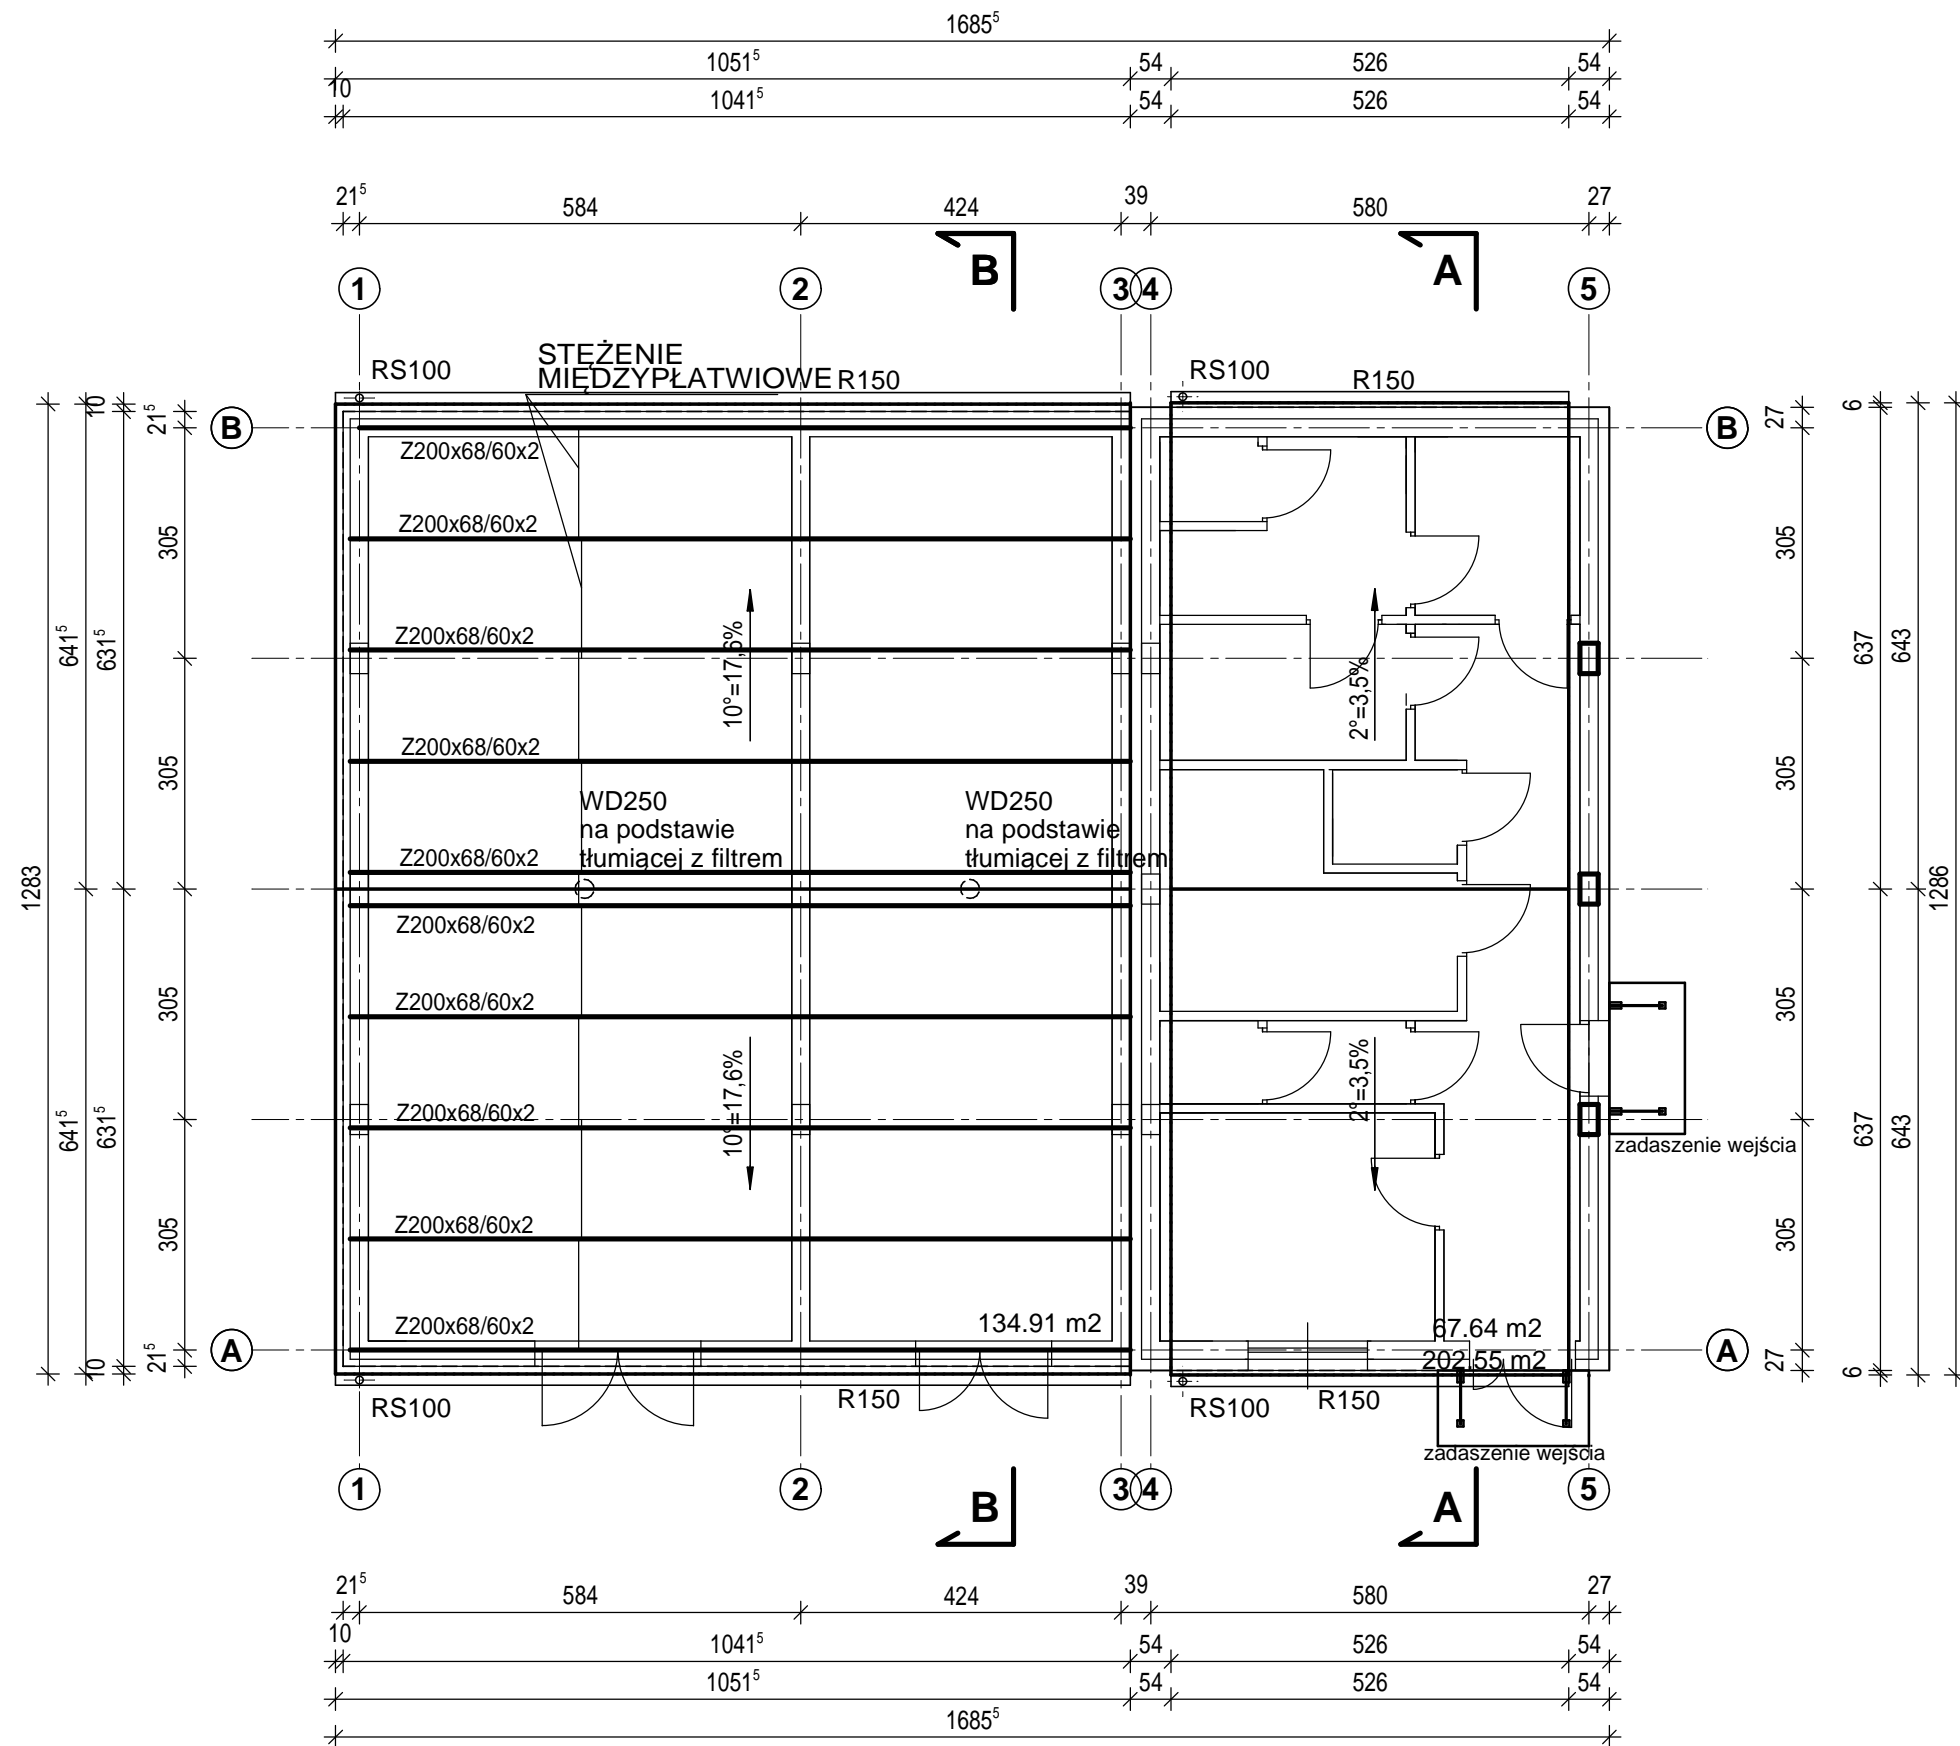 1685⁵
1051⁵ 54 526 54
10 1041⁵ 54 526 54
21⁵ 584 424 39 580 27
B A
1 2 3 4 5
STĘŻENIE
MIĘDZYPŁATWIOWE
RS100 R150 RS100 R150
B B
Z200x68/60x2
Z200x68/60x2
Z200x68/60x2
Z200x68/60x2
Z200x68/60x2
Z200x68/60x2
Z200x68/60x2
Z200x68/60x2
Z200x68/60x2
Z200x68/60x2
10°=17,6%
10°=17,6%
2°=3,5%
2°=3,5%
WD250
na podstawie
tłumiącej z filtrem
WD250
na podstawie
tłumiącej z filtrem
1283
641⁵ 641⁵
10 631⁵ 631⁵ 10
21⁵ 305 305 305 305 21⁵
27 305 305 305 305 27
6 637 637 6
643 643
1286
zadaszenie wejścia
134.91 m2
67.64 m2
202.55 m2
A A
RS100 R150 RS100 R150
zadaszenie wejścia
1 2 3 4 5
B A
21⁵ 584 424 39 580 27
10 1041⁵ 54 526 54
1051⁵ 54 526 54
1685⁵